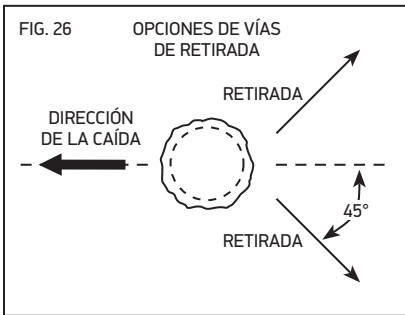 FIG. 26
OPCIONES DE VÍAS
DE RETIRADA
RETIRADA
DIRECCIÓN
DE LA CAÍDA
45°
RETIRADA